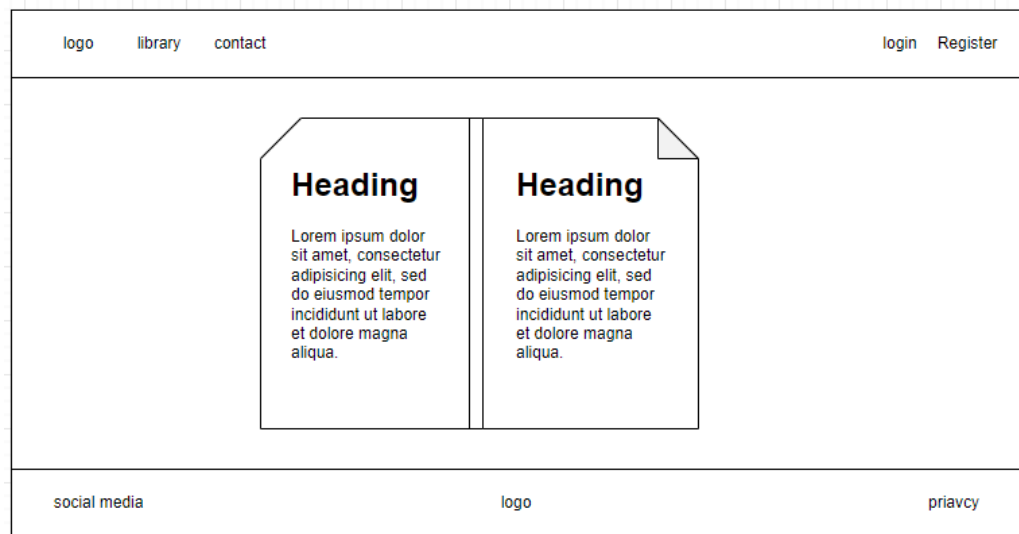 logo library contact login Register
Heading
Lorem ipsum dolor
sit amet, consectetur
adipisicing elit, sed
do eiusmod tempor
incididunt ut labore
et dolore magna
aliqua.
Heading
Lorem ipsum dolor
sit amet, consectetur
adipisicing elit, sed
do eiusmod tempor
incididunt ut labore
et dolore magna
aliqua.
social media logo priavcy